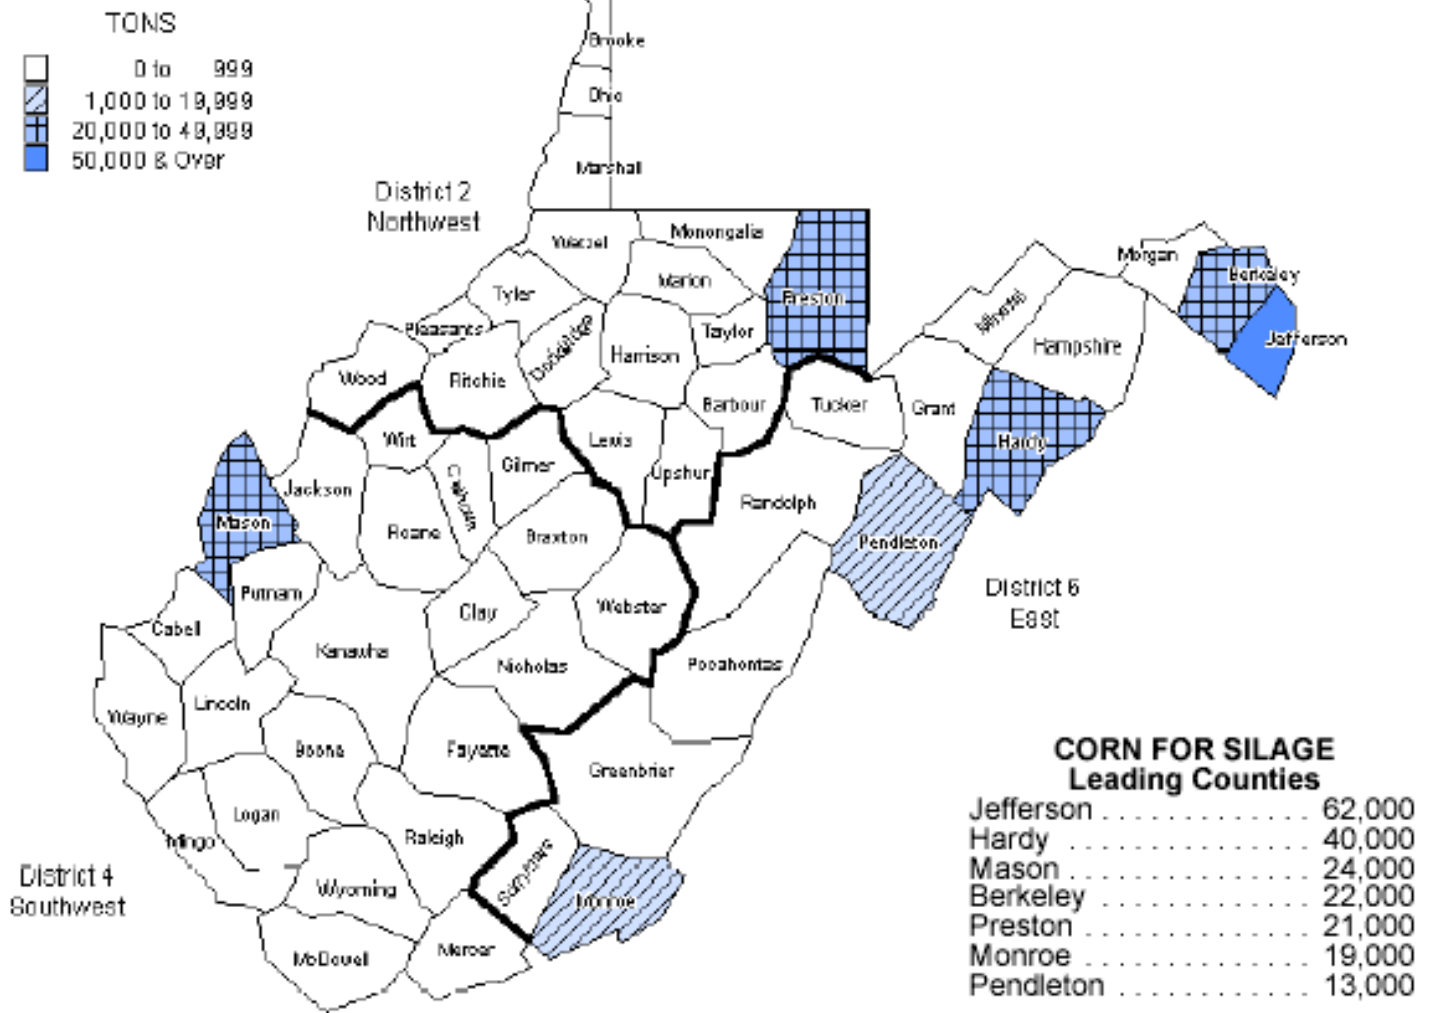 TONS
0 to 999
1,000 to 19,999
20,000 to 49,999
50,000 & Over
Brooke
Ohio
Marshall
District 2
Northwest
Wetzel
Monongalia
Marion
Tyler
Preston
Morgan
Berkeley
Mineral
Jefferson
Hampshire
Pleasants
Taylor
Doddridge
Harrison
Wood
Ritchie
Barbour
Tucker
Grant
Hardy
Wirt
Lewis
Gilmer
Upshur
Jackson
Calhoun
Randolph
Mason
Roane
Braxton
Pendleton
District 6
East
Putnam
Clay
Webster
Cabell
Kanawha
Nicholas
Pocahontas
Wayne
Lincoln
Boone
Fayette
Greenbrier
Logan
Mingo
Raleigh
Summers
District 4
Southwest
Wyoming
Monroe
McDowell
Mercer
CORN FOR SILAGE
Leading Counties
Jefferson . . . . . . . . . . . . . 62,000
Hardy . . . . . . . . . . . . . . . 40,000
Mason . . . . . . . . . . . . . . 24,000
Berkeley . . . . . . . . . . . . . 22,000
Preston . . . . . . . . . . . . . . 21,000
Monroe . . . . . . . . . . . . . . 19,000
Pendleton . . . . . . . . . . . . 13,000